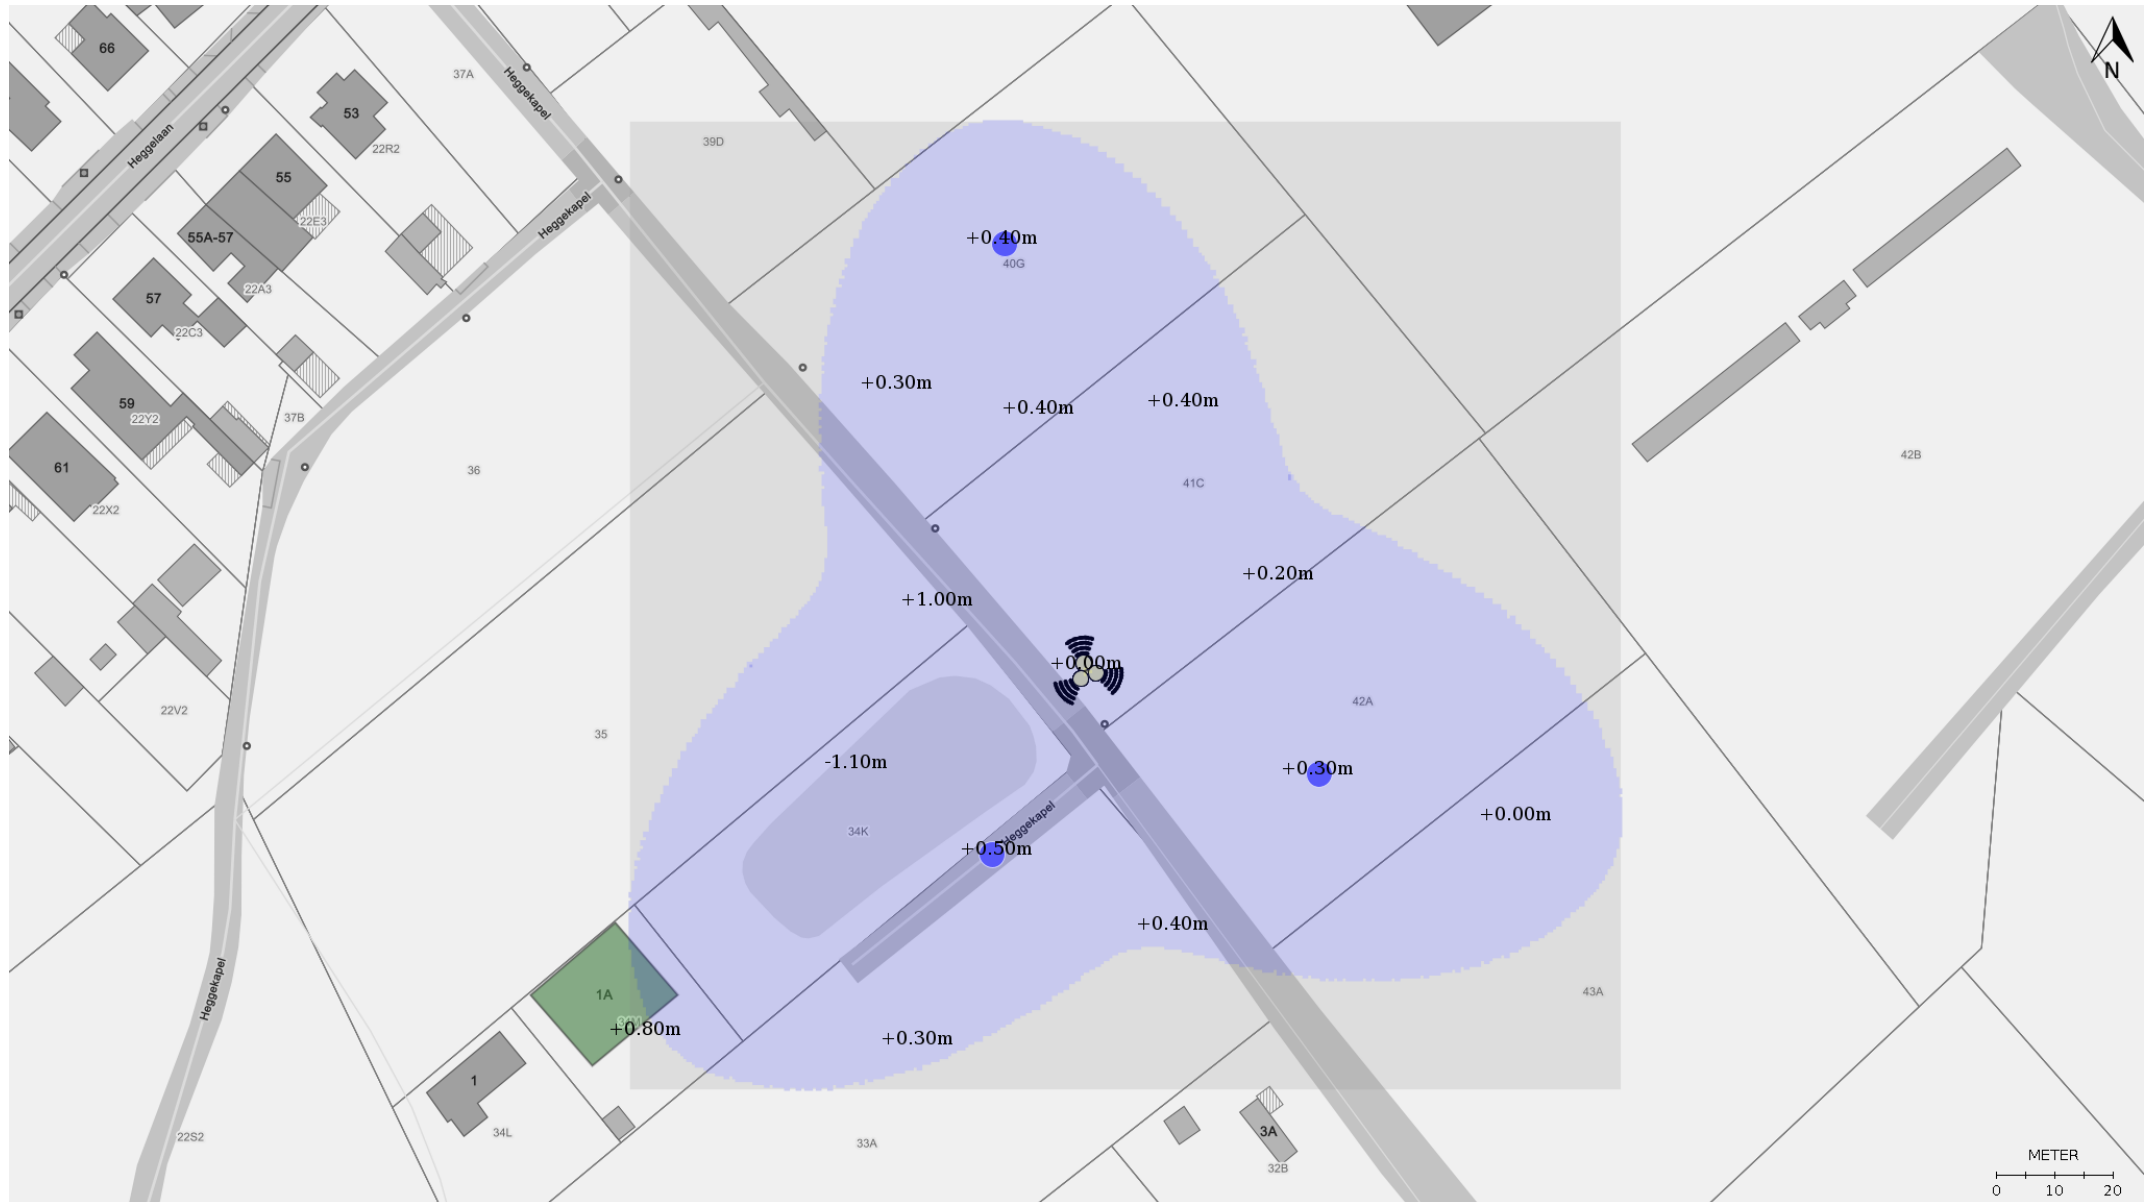 66
37A
Heggekapel
N
53
22R2
Heggelaan
39D
55
22E3
55A-57
Heggekapel
+0.40m
40G
22A3
57
22C3
+0.30m
+0.40m
+0.40m
59
22Y2
37B
61
36
42B
22X2
41C
+0.20m
+1.00m
+0.00m
22V2
35
42A
-1.10m
+0.30m
34K
Heggekapel
+0.50m
+0.00m
+0.40m
Heggekapel
1A
43A
+0.80m
+0.30m
1
34L
22S2
33A
3A
32B
METER
0 10 20